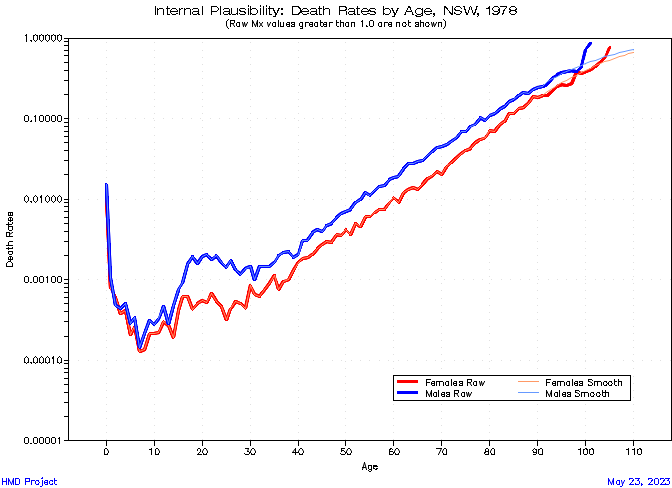 Internal Plausibility: Death Rates by Age, NSW, 1978
(Raw Mx values greater than 1.0 are not shown)
1.00000
0.10000
0.01000
0.00100
0.00010
0.00001
Death Rates
Females Raw
Females Smooth
Males Raw
Males Smooth
0 10 20 30 40 50 60 70 80 90 100 110
Age
HMD Project
May 23, 2023